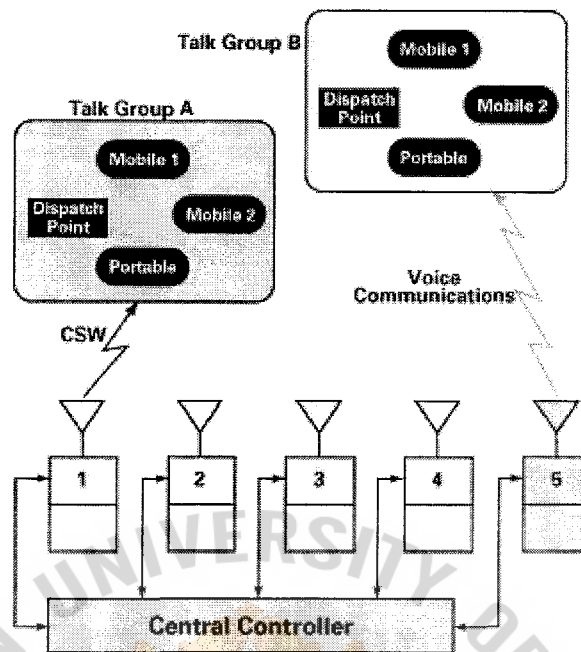 Talk Group B
Mobile 1
Dispatch
Point
Mobile 2
Portable
Talk Group A
Mobile 1
Dispatch
Point
Mobile 2
Portable
CSW
Voice
Communications
1
2
3
4
5
Central Controller
UNIVERSITY